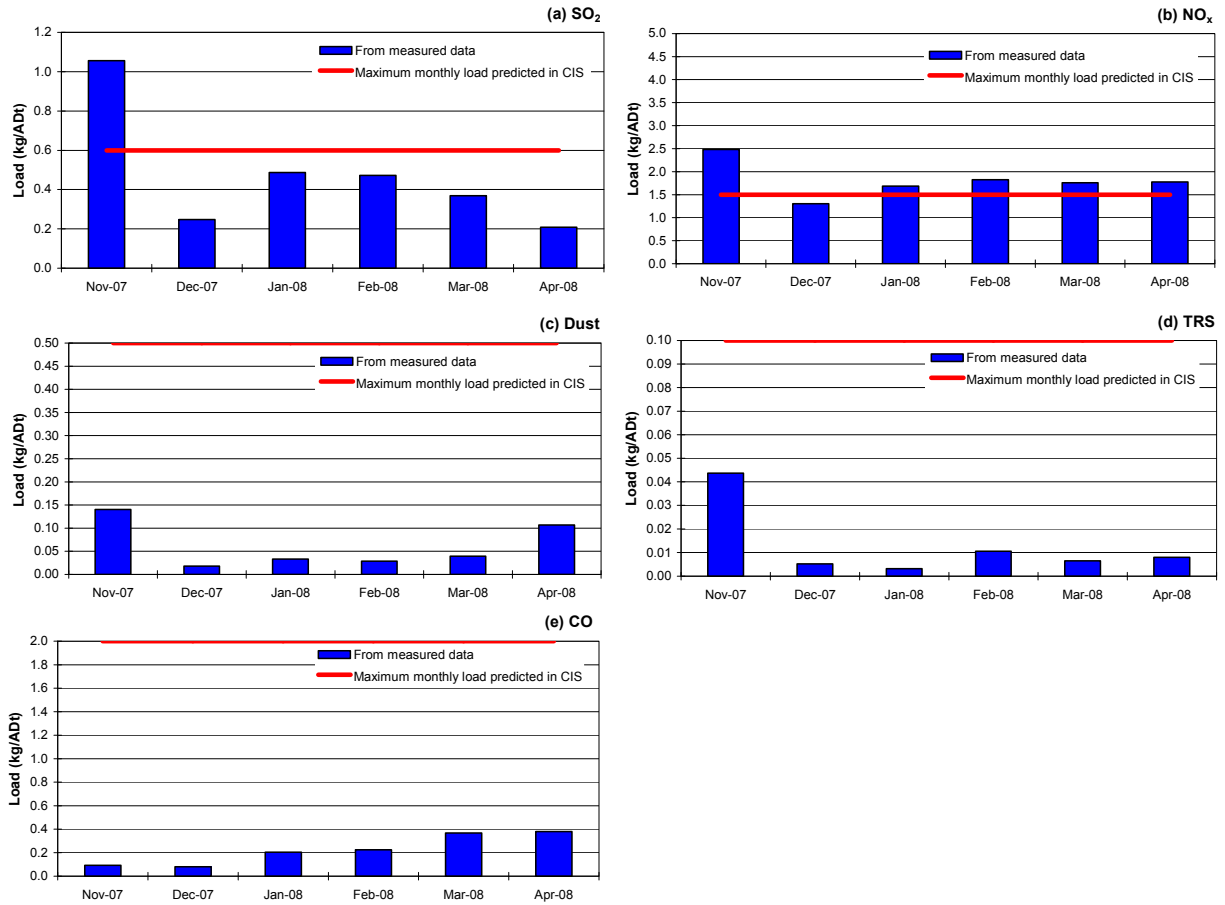 (a) SO₂
Load (kg/ADt)
1.2
1.0
0.8
0.6
0.4
0.2
0.0
From measured data
Maximum monthly load predicted in CIS
Nov-07 Dec-07 Jan-08 Feb-08 Mar-08 Apr-08
(b) NOₓ
Load (kg/ADt)
5.0
4.5
4.0
3.5
3.0
2.5
2.0
1.5
1.0
0.5
0.0
From measured data
Maximum monthly load predicted in CIS
Nov-07 Dec-07 Jan-08 Feb-08 Mar-08 Apr-08
(c) Dust
Load (kg/ADt)
0.50
0.45
0.40
0.35
0.30
0.25
0.20
0.15
0.10
0.05
0.00
From measured data
Maximum monthly load predicted in CIS
Nov-07 Dec-07 Jan-08 Feb-08 Mar-08 Apr-08
(d) TRS
Load (kg/ADt)
0.10
0.09
0.08
0.07
0.06
0.05
0.04
0.03
0.02
0.01
0.00
From measured data
Maximum monthly load predicted in CIS
Nov-07 Dec-07 Jan-08 Feb-08 Mar-08 Apr-08
(e) CO
Load (kg/ADt)
2.0
1.8
1.6
1.4
1.2
1.0
0.8
0.6
0.4
0.2
0.0
From measured data
Maximum monthly load predicted in CIS
Nov-07 Dec-07 Jan-08 Feb-08 Mar-08 Apr-08